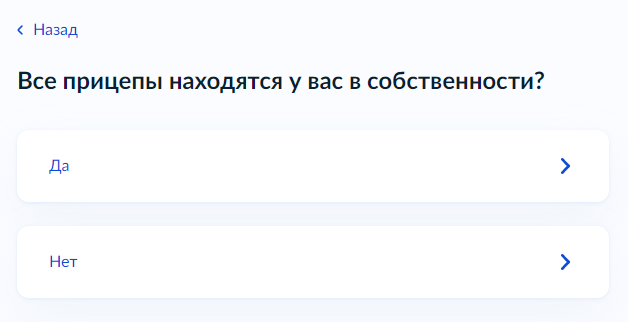 Назад
Все прицепы находятся у вас в собственности?
Да
Нет